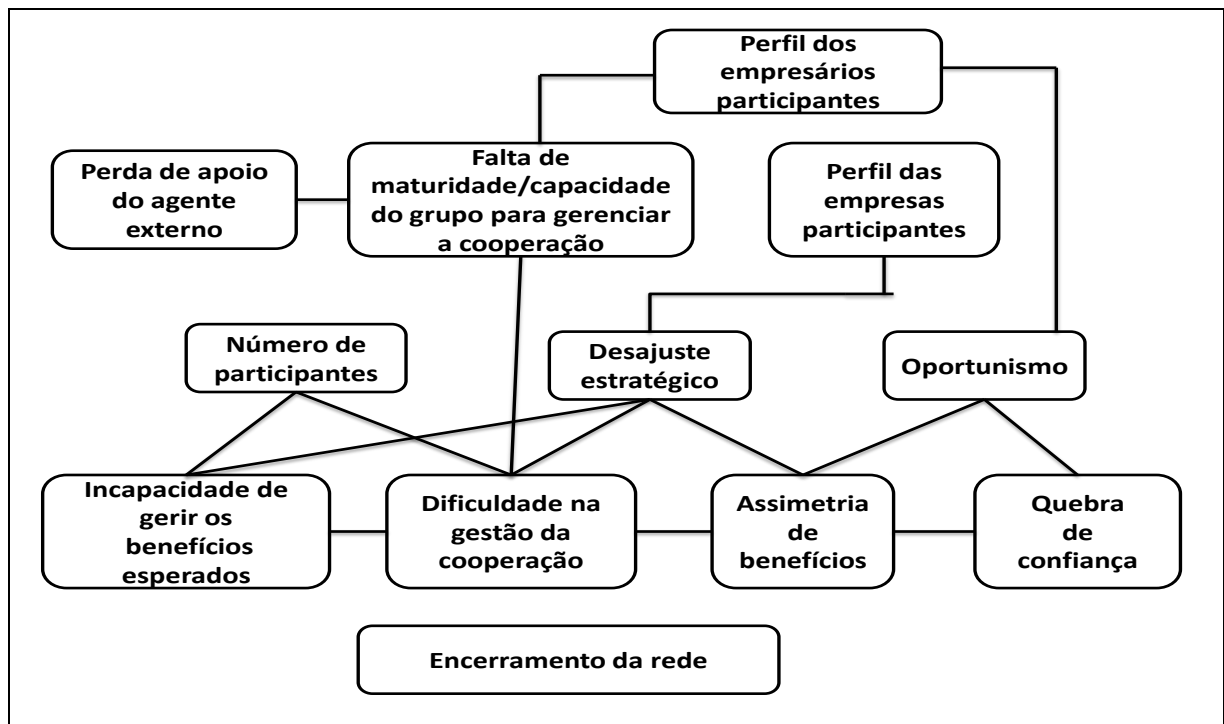 Perfil dos
empresários
participantes
Perda de apoio
do agente
externo
Falta de
maturidade/capacidade
do grupo para gerenciar
a cooperação
Perfil das
empresas
participantes
Número de
participantes
Desajuste
estratégico
Oportunismo
Incapacidade de
gerir os
benefícios
esperados
Dificuldade na
gestão da
cooperação
Assimetria
de
benefícios
Quebra
de
confiança
Encerramento da rede